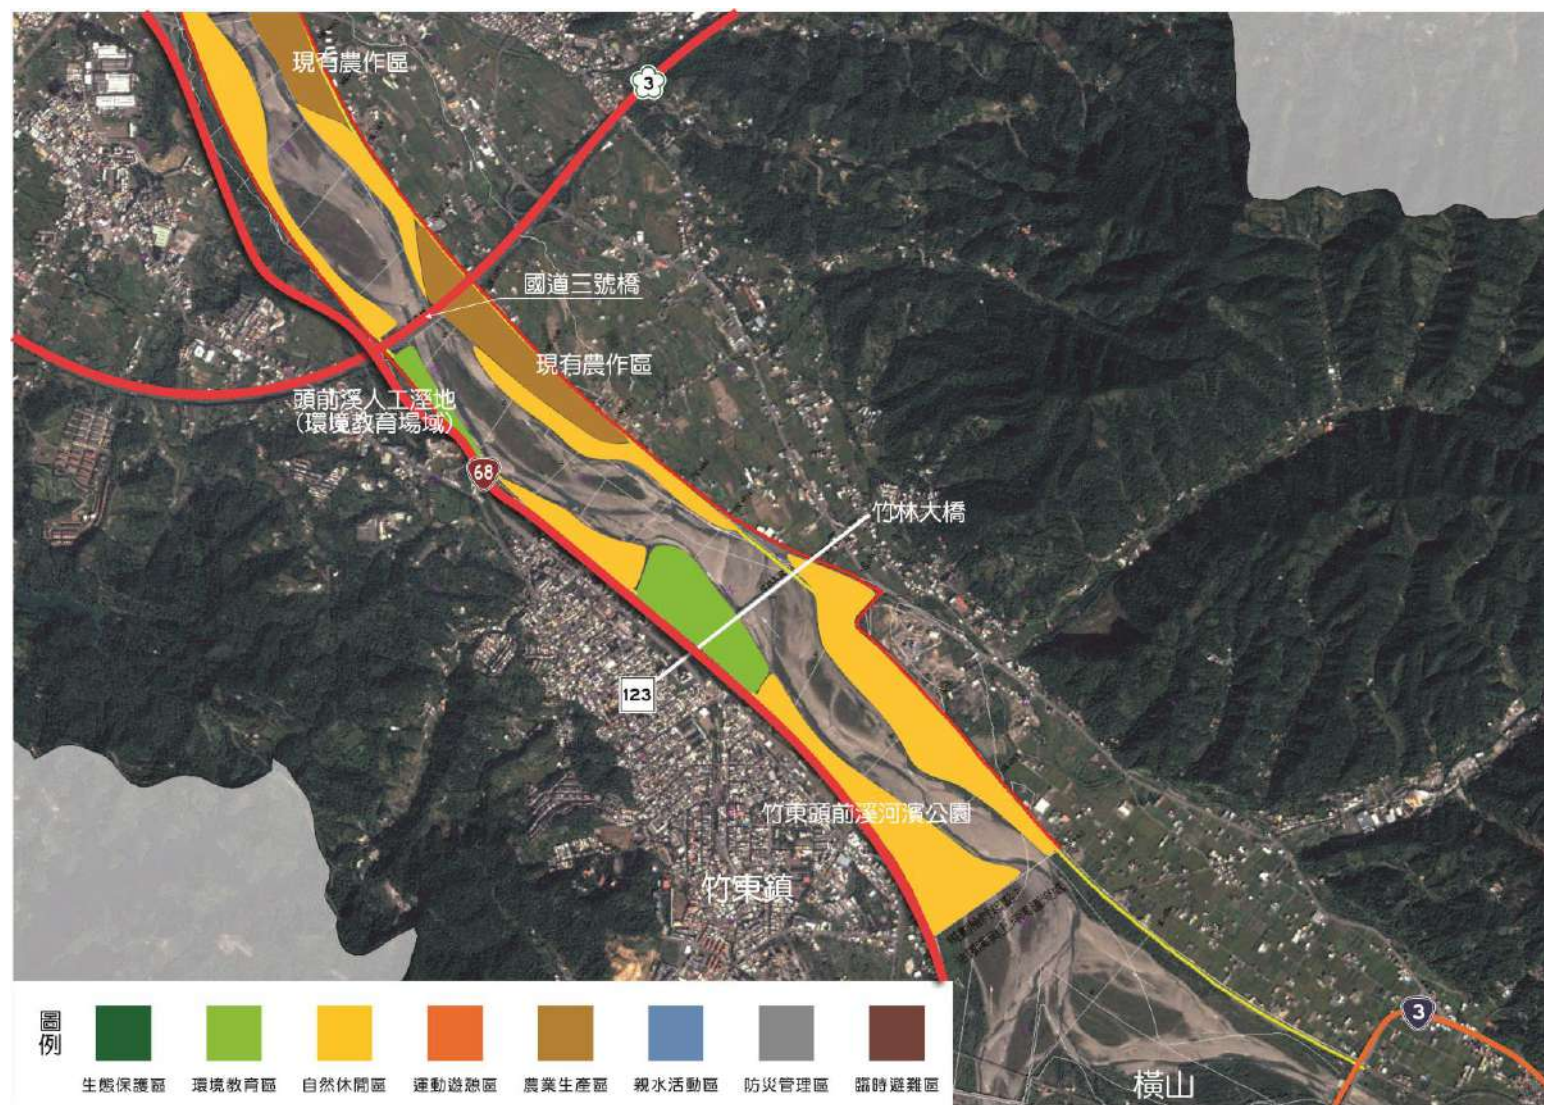 現有農作區
3
國道三號橋
現有農作區
頭前溪人工溼地
(環境教育場域)
68
竹林大橋
123
竹東頭前溪河濱公園
竹東鎮
3
橫山
圖例
生態保護區
環境教育區
自然休閒區
運動遊憩區
農業生產區
親水活動區
防災管理區
臨時避難區